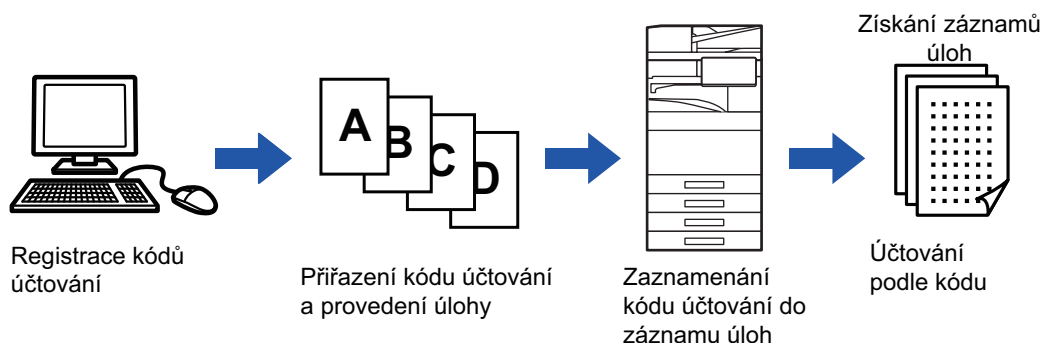 Získání záznamů
úloh
A
B
C
D
Registrace kódů
účtování
Přiřazení kódu účtování
a provedení úlohy
Zaznamenání
kódu účtování do
záznamu úloh
Účtování
podle kódu